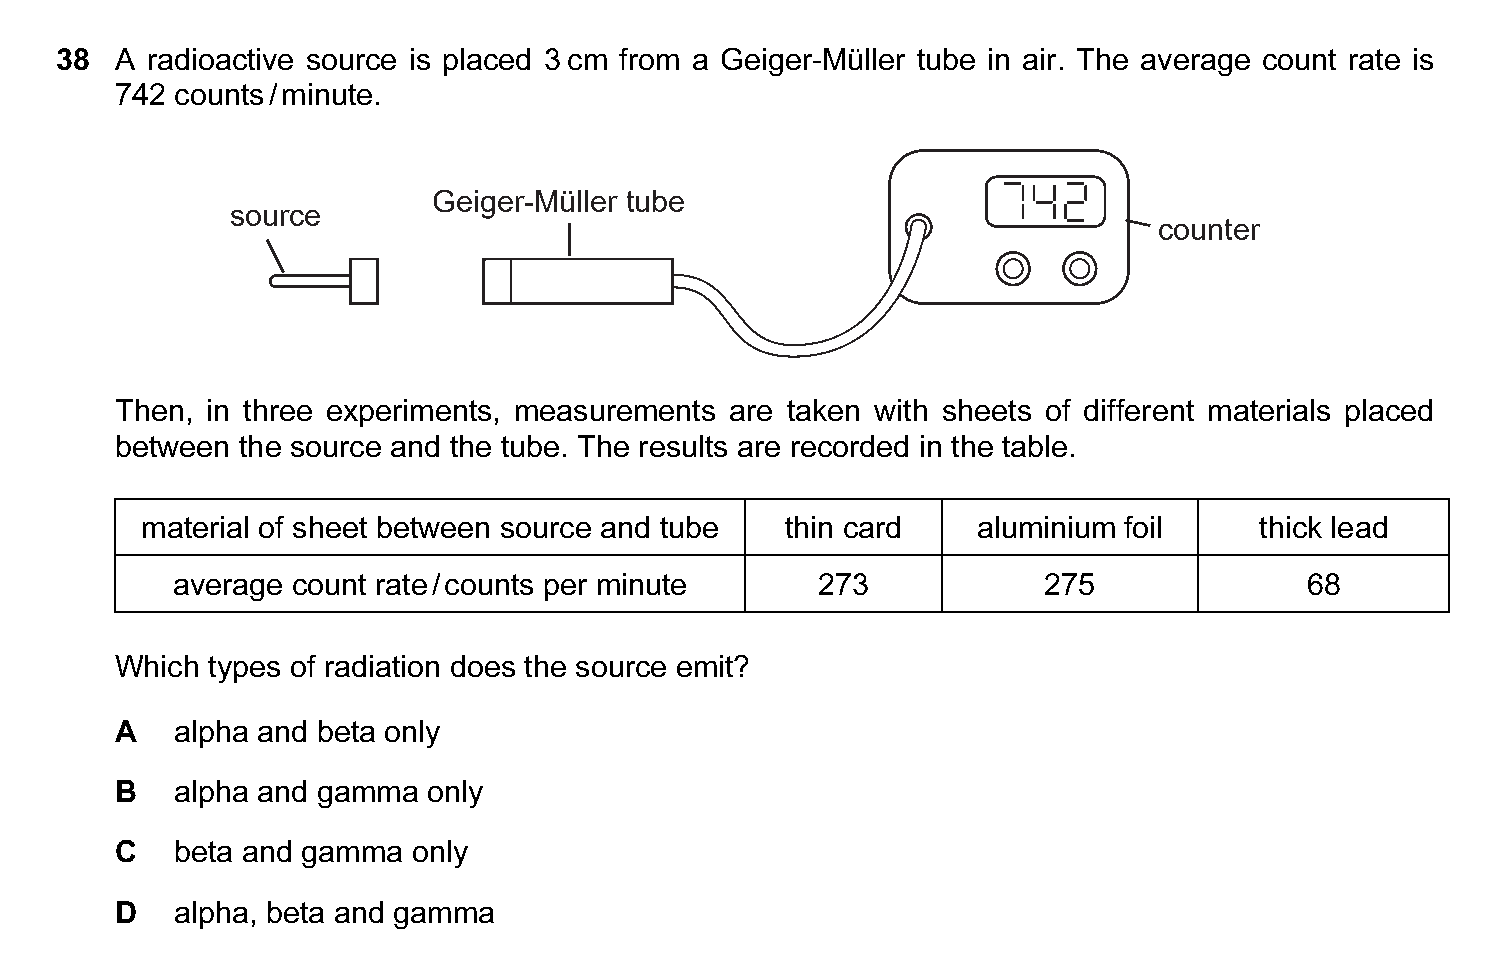 38 A radioactive source is placed 3 cm from a Geiger-Müller tube in air. The average count rate is
742 counts / minute.
source
Geiger-Müller tube
742
counter
Then, in three experiments, measurements are taken with sheets of different materials placed
between the source and the tube. The results are recorded in the table.
material of sheet between source and tube thin card aluminium foil thick lead
average count rate / counts per minute 273 275 68
Which types of radiation does the source emit?
A alpha and beta only
B alpha and gamma only
C beta and gamma only
D alpha, beta and gamma